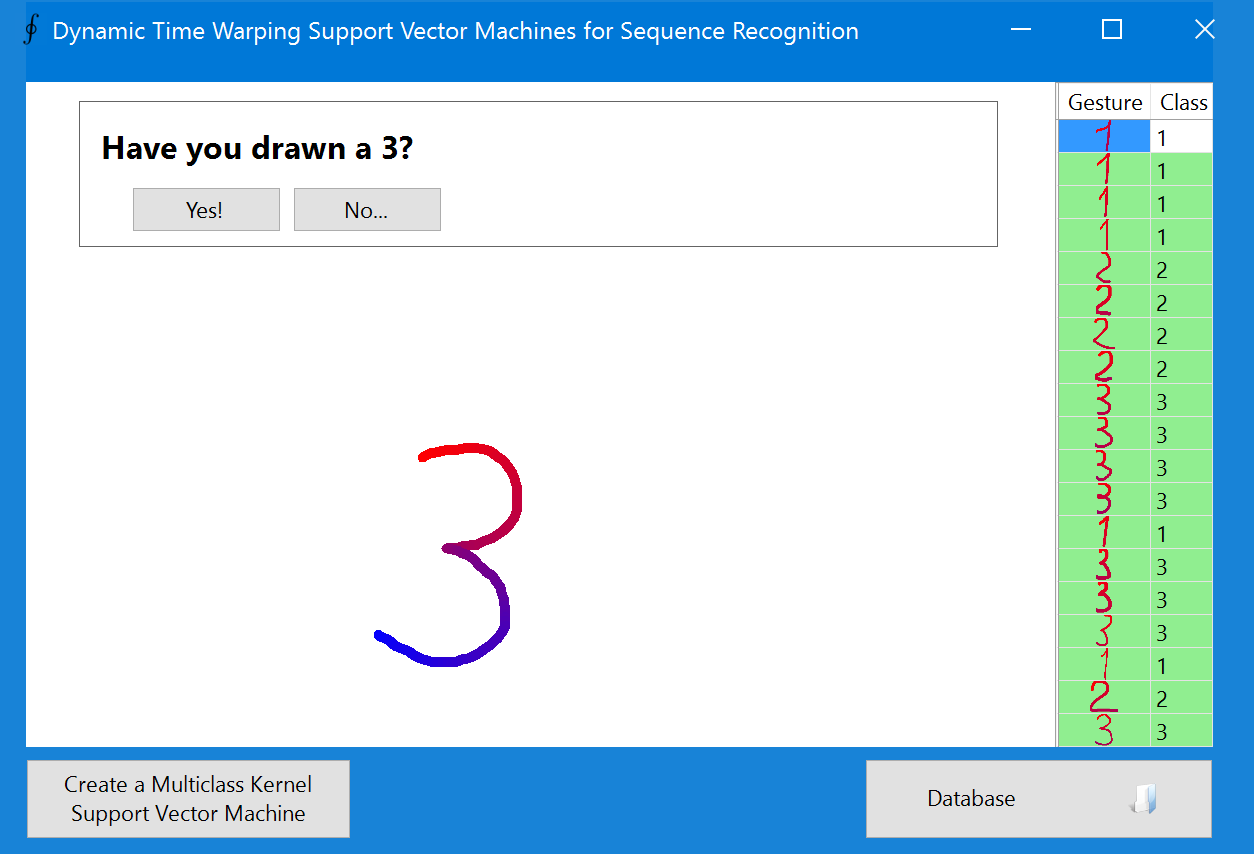 Dynamic Time Warping Support Vector Machines for Sequence Recognition
Have you drawn a 3?
Yes! No...
3
Gesture Class
1 1
1 1
1 1
1 1
2 2
2 2
2 2
2 2
3 3
3 3
3 3
3 3
1 1
3 3
3 3
3 3
1 1
2 2
3 3
Create a Multiclass Kernel
Support Vector Machine
Database